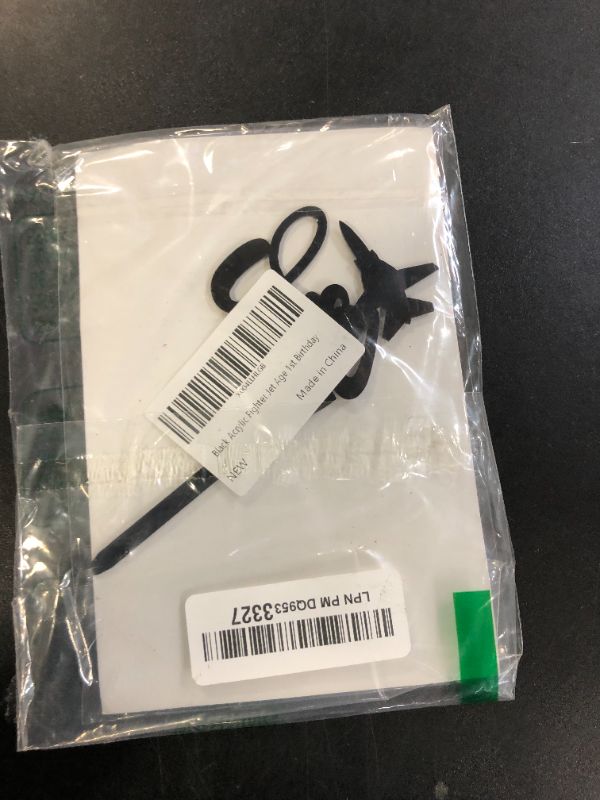 Black Acrylic Fighter Jet Age 1st Birthday
NEW
Made in China
LPN PM DQ9533327